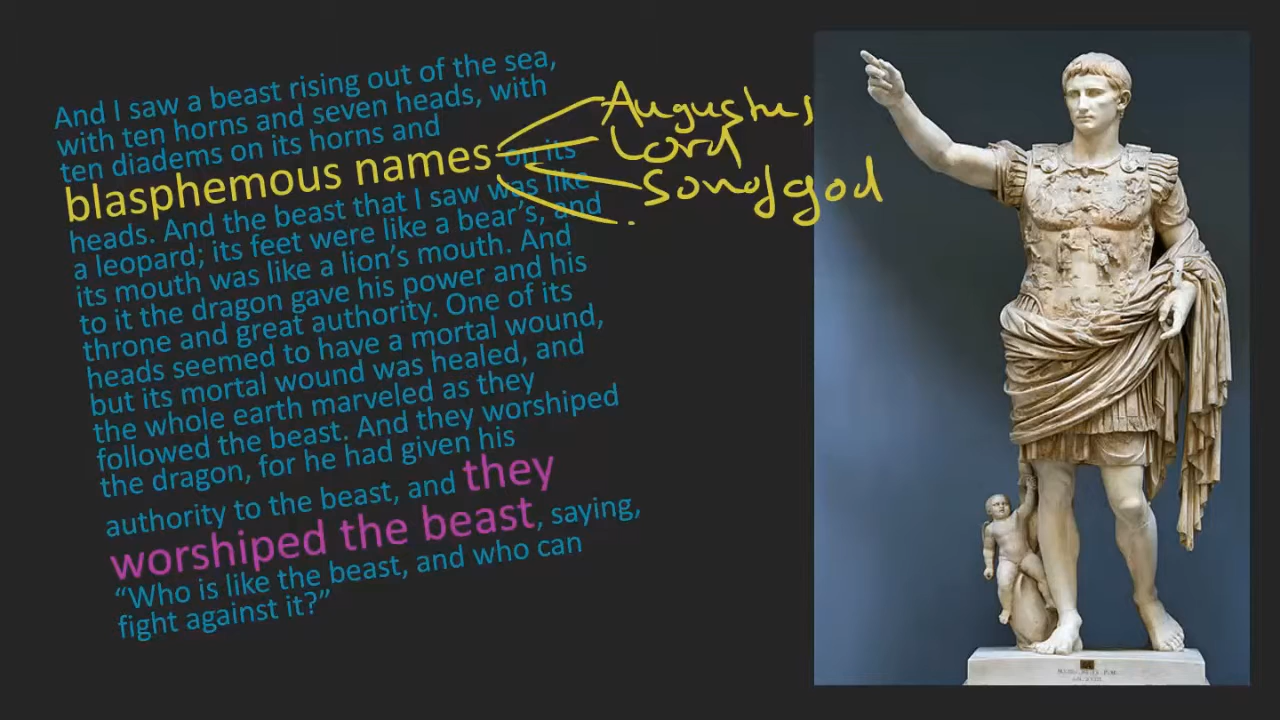 And I saw a beast rising out of the sea,
with ten horns and seven heads, with
ten diadems on its horns and
blasphemous names on its
heads. And the beast that I saw was like
a leopard; its feet were like a bear's, and
its mouth was like a lion's mouth. And
to it the dragon gave his power and his
throne and great authority. One of its
heads seemed to have a mortal wound,
but its mortal wound was healed, and
the whole earth marveled as they
followed the beast. And they worshiped
the dragon, for he had given his
authority to the beast, and they
worshiped the beast, saying,
“Who is like the beast, and who can
fight against it?”
Augustus
Lord
Son of god